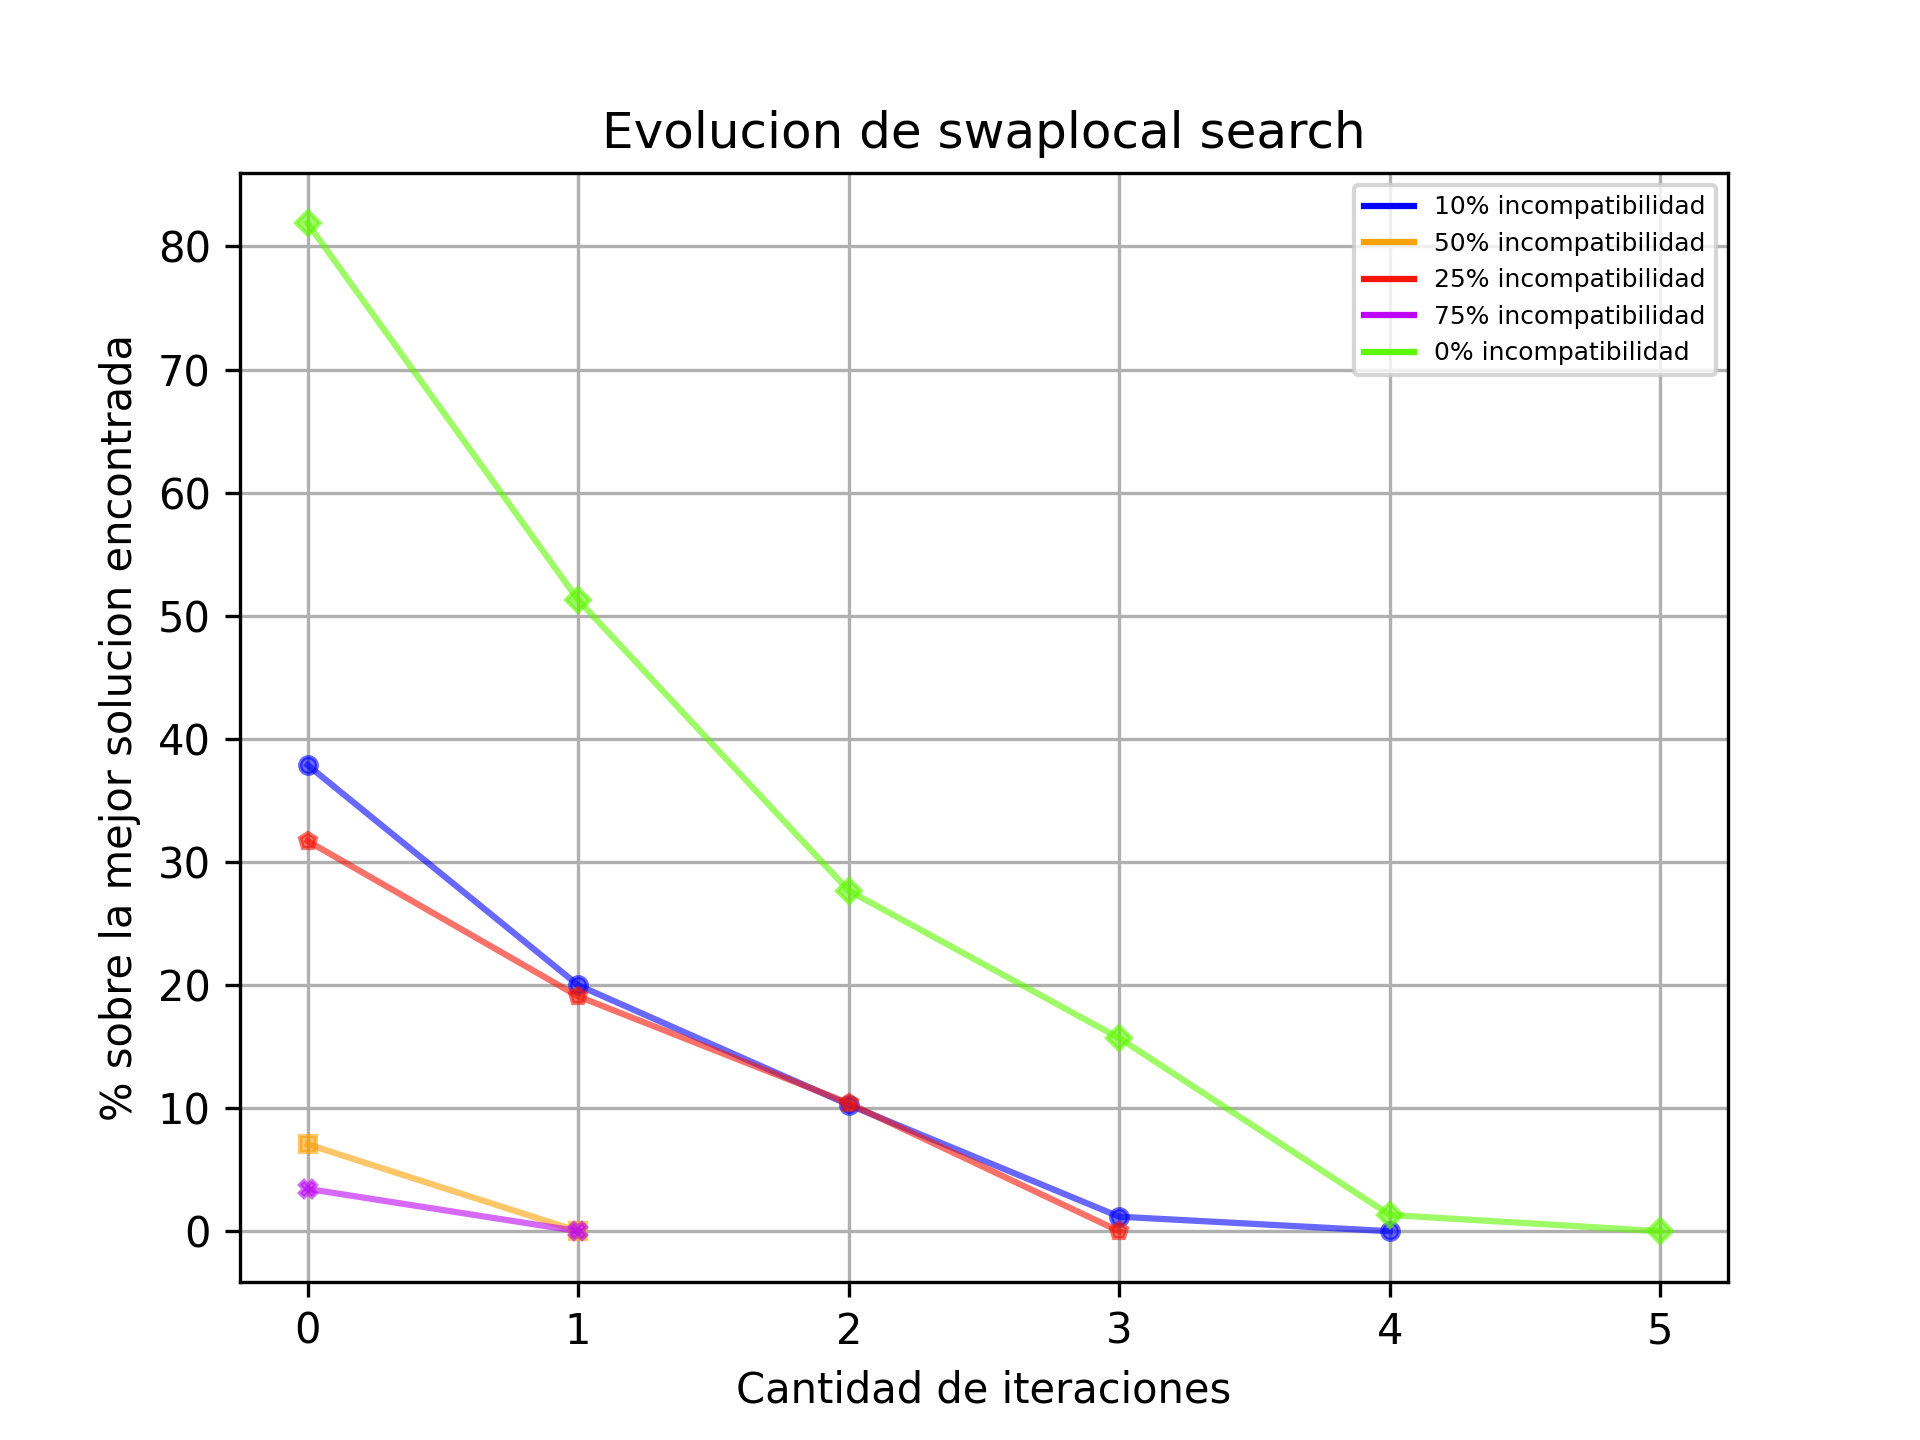 Evolucion de swaplocal search
10% incompatibilidad
50% incompatibilidad
25% incompatibilidad
75% incompatibilidad
0% incompatibilidad
% sobre la mejor solucion encontrada
80
70
60
50
40
30
20
10
0
0 1 2 3 4 5
Cantidad de iteraciones